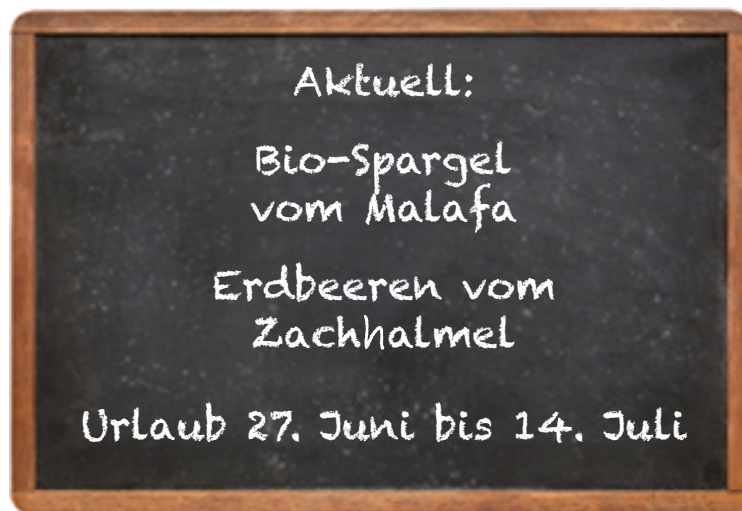 Aktuell:
Bio-Spargel
vom Malafa
Erdbeeren vom
Zachhalmel
Urlaub 27. Juni bis 14. Juli